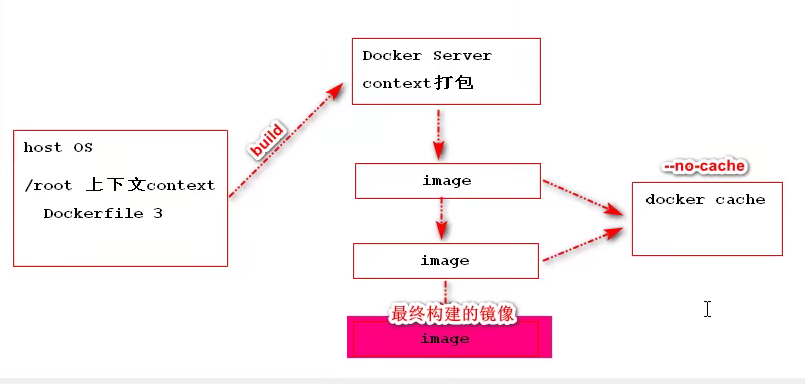 host OS
/root 上下文context
Dockerfile 3
build
Docker Server
context打包
image
image
最终构建的镜像
image
--no-cache
docker cache